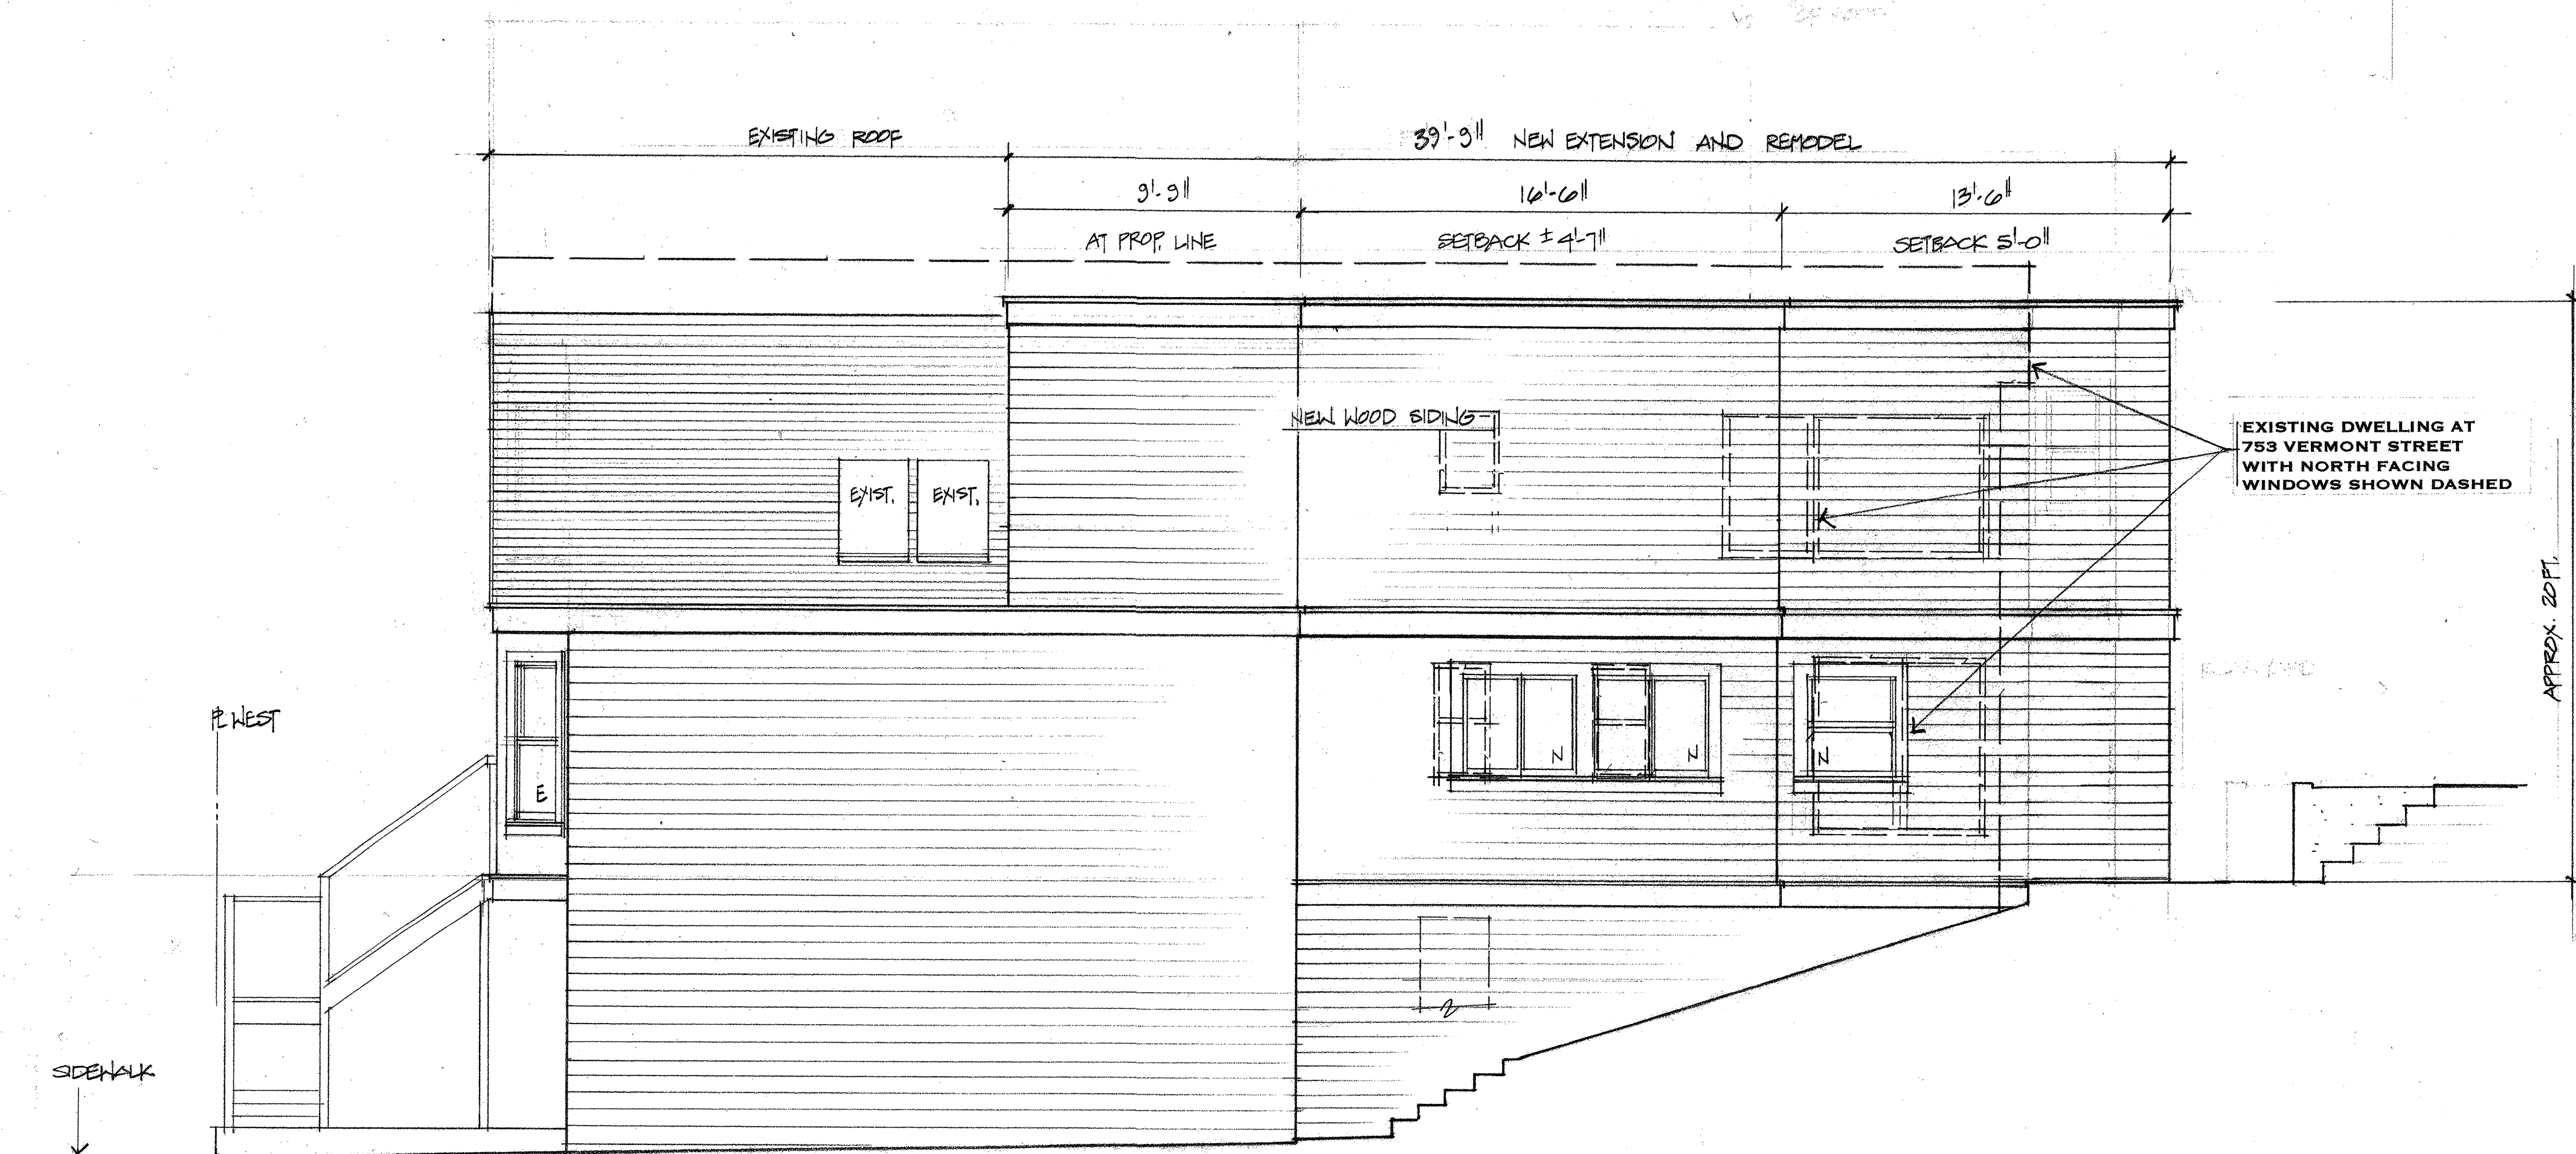 EXISTING ROOF
39'-9" NEW EXTENSION AND REMODEL
9'-9"
16'-6"
13'-6"
AT PROP. LINE
SETBACK ± 4'-7"
SETBACK 5'-0"
NEW WOOD SIDING
EXIST.
EXIST.
EXISTING DWELLING AT
753 VERMONT STREET
WITH NORTH FACING
WINDOWS SHOWN DASHED
APPROX. 20 FT.
PL WEST
E
N
N
N
N
SIDEWALK